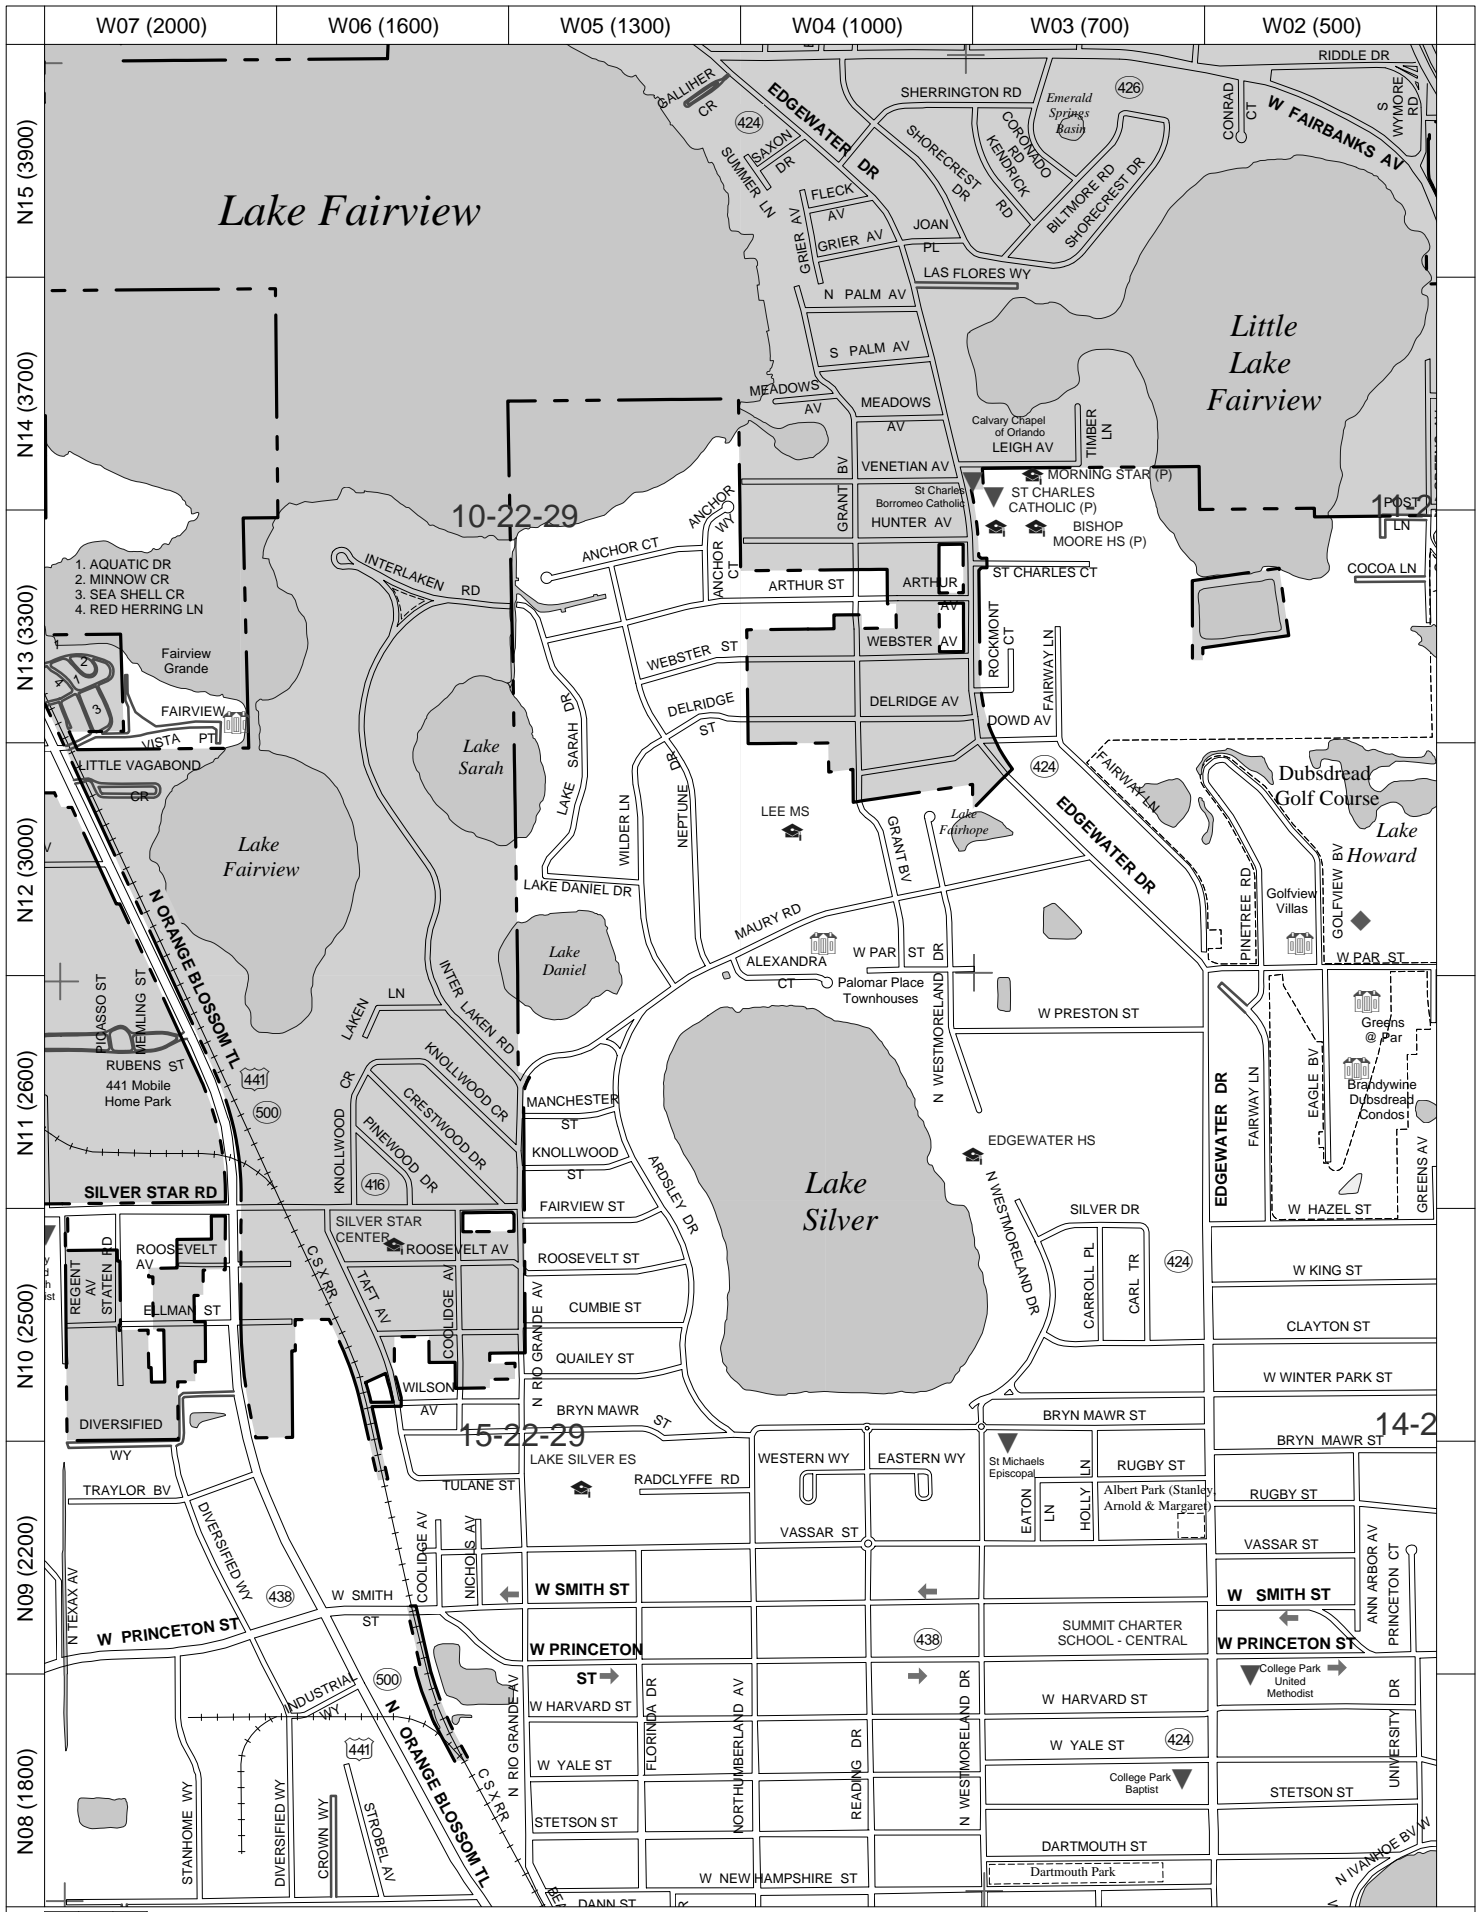 W07 (2000)
W06 (1600)
W05 (1300)
W04 (1000)
W03 (700)
W02 (500)
N15 (3900)
N14 (3700)
N13 (3300)
N12 (3000)
N11 (2600)
N10 (2500)
N09 (2200)
N08 (1800)
RIDDLE DR
GALLIHER
CR
EDGEWATER DR
SHERRINGTON RD
Emerald
Springs
Basin
426
CONRAD
CT
W FAIRBANKS AV
S
WYMORE
RD
424
SAXON
DR
SUMMER LN
SHORECREST
DR
CORONADO
RD
KENDRICK
RD
BILTMORE RD
SHORECREST DR
Lake Fairview
FLECK
AV
GRIER AV
GRIER AV
JOAN
PL
LAS FLORES WY
N PALM AV
S PALM AV
Little
Lake
Fairview
MEADOWS
AV
MEADOWS
AV
Calvary Chapel
of Orlando
LEIGH AV
TIMBER
LN
GRANT BV
VENETIAN AV
MORNING STAR (P)
St Charles
Borromeo Catholic
ST CHARLES
CATHOLIC (P)
HUNTER AV
BISHOP
MOORE HS (P)
POST
LN
10-22-29
ANCHOR
WY
ANCHOR CT
ANCHOR
CT
ST CHARLES CT
COCOA LN
1. AQUATIC DR
2. MINNOW CR
3. SEA SHELL CR
4. RED HERRING LN
INTERLAKEN RD
ARTHUR ST
ARTHUR
AV
ROCKMONT
CT
FAIRWAY LN
Fairview
Grande
1
2
4
1
3
WEBSTER ST
WEBSTER AV
DELRIDGE
ST
DELRIDGE AV
DOWD AV
FAIRVIEW
VISTA PT
LITTLE VAGABOND
CR
Lake
Sarah
LAKE SARAH DR
NEPTUNE DR
WILDER LN
424
FAIRWAY LN
Dubsdread
Golf Course
LEE MS
Lake
Fairhope
EDGEWATER DR
Lake
Howard
Lake
Fairview
GRANT BV
LAKE DANIEL DR
MAURY RD
PINETREE RD
Golfview
Villas
GOLFVIEW BV
N ORANGE BLOSSOM TL
Lake
Daniel
W PAR ST
W PAR ST
ALEXANDRA
CT
Palomar Place
Townhouses
N WESTMORELAND DR
PICASSO ST
MEMLING ST
LAKEN LN
INTER LAKEN RD
W PRESTON ST
Greens
@ Par
RUBENS ST
441 Mobile
Home Park
441
500
KNOLLWOOD CR
KNOLLWOOD CR
CRESTWOOD DR
PINEWOOD DR
MANCHESTER
ST
EDGEWATER DR
FAIRWAY LN
EAGLE BV
Brandywine
Dubsdread
Condos
KNOLLWOOD
ST
EDGEWATER HS
GREENS AV
SILVER STAR RD
416
ARDSLEY DR
Lake
Silver
FAIRVIEW ST
N WESTMORELAND DR
SILVER DR
W HAZEL ST
SILVER STAR
CENTER
ROOSEVELT
AV
ROOSEVELT AV
REGENT
AV
STATEN RD
CSX RR
TAFT AV
COOLIDGE AV
N RIO GRANDE AV
ROOSEVELT ST
CARROLL PL
CARL TR
424
W KING ST
ELLMAN ST
CUMBIE ST
CLAYTON ST
QUAILEY ST
W WINTER PARK ST
WILSON
AV
DIVERSIFIED
WY
BRYN MAWR ST
BRYN MAWR ST
BRYN MAWR ST
14-2
15-22-29
LAKE SILVER ES
WESTERN WY
EASTERN WY
St Michaels
Episcopal
RUGBY ST
TRAYLOR BV
TULANE ST
RADCLYFFE RD
EATON
LN
HOLLY LN
Albert Park (Stanley,
Arnold & Margaret)
RUGBY ST
DIVERSIFIED WY
COOLIDGE AV
NICHOLS AV
VASSAR ST
VASSAR ST
ANN ARBOR AV
PRINCETON CT
N TEXAX AV
438
W SMITH
ST
W SMITH ST
W SMITH ST
W PRINCETON ST
W PRINCETON
ST
438
SUMMIT CHARTER
SCHOOL - CENTRAL
W PRINCETON ST
500
INDUSTRIAL
WY
N RIO GRANDE AV
W HARVARD ST
FLORINDA DR
NORTHUMBERLAND AV
READING DR
N WESTMORELAND DR
W HARVARD ST
College Park
United
Methodist
UNIVERSITY DR
441
N ORANGE BLOSSOM TL
W YALE ST
W YALE ST
424
College Park
Baptist
STETSON ST
CSX RR
STANHOME WY
DIVERSIFIED WY
CROWN WY
STROBEL AV
STETSON ST
DARTMOUTH ST
W NEW HAMPSHIRE ST
Dartmouth Park
N IVANHOE BV W
DANN ST